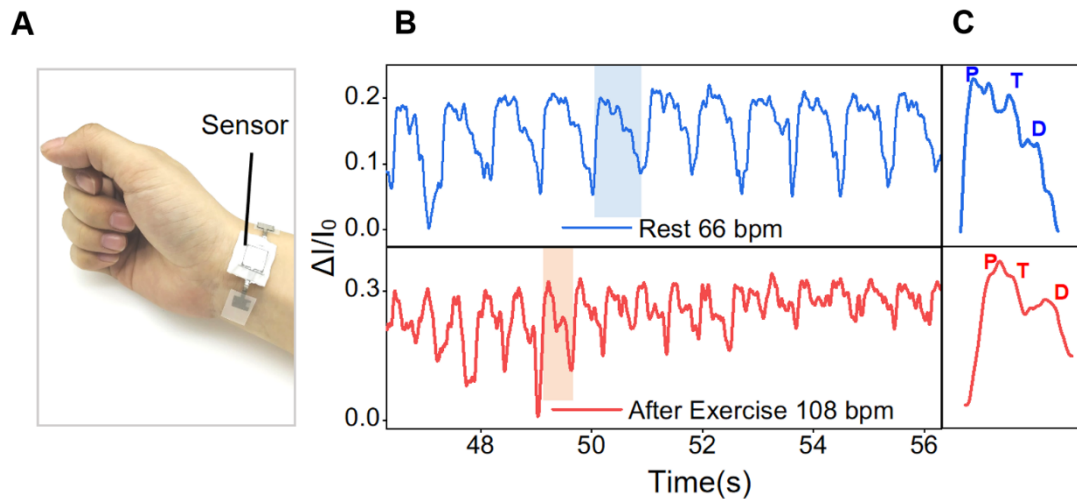 A
B
C
Sensor
ΔI/I₀
0.2
0.1
0.0
Rest 66 bpm
P
T
D
0.3
0.0
After Exercise 108 bpm
P
T
D
48
50
52
54
56
Time(s)